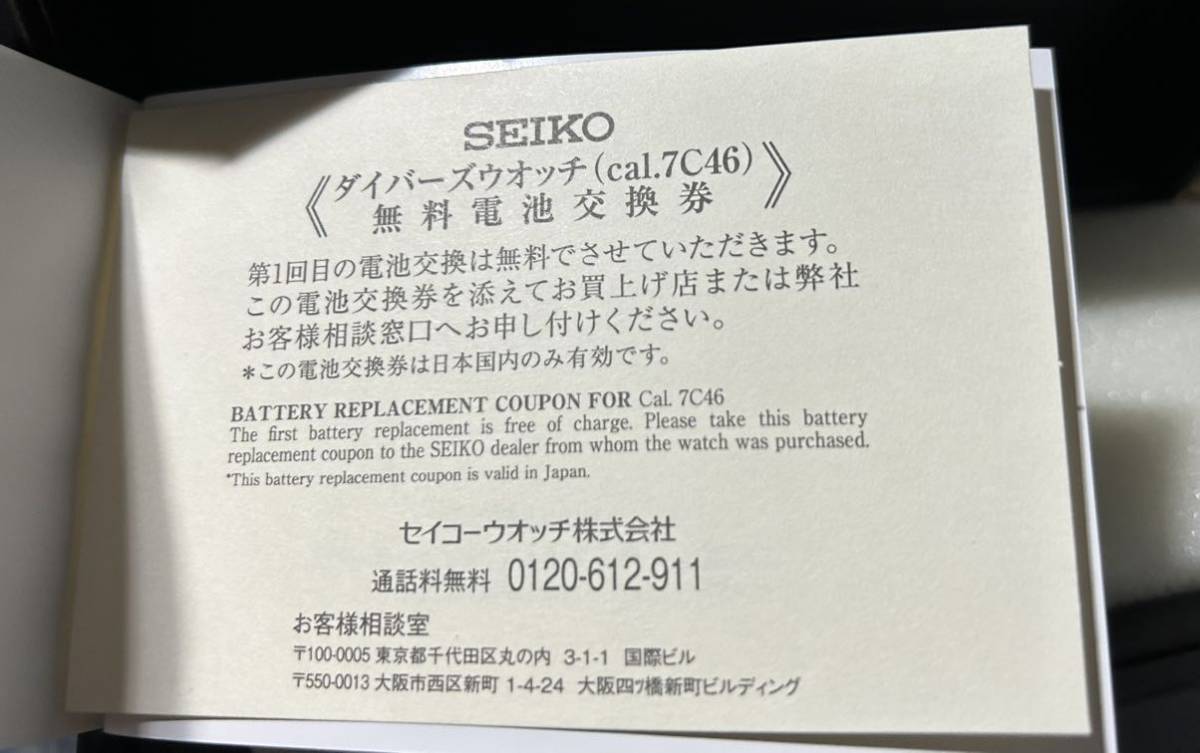 SEIKO
《ダイバーズウオッチ(cal.7C46)
無料電池交換券》
第1回目の電池交換は無料でさせていただきます。
この電池交換券を添えてお買上げ店または弊社
お客様相談窓口へお申し付けください。
*この電池交換券は日本国内のみ有効です。
BATTERY REPLACEMENT COUPON FOR Cal. 7C46
The first battery replacement is free of charge. Please take this battery
replacement coupon to the SEIKO dealer from whom the watch was purchased.
*This battery replacement coupon is valid in Japan.
セイコーウオッチ株式会社
通話料無料 0120-612-911
お客様相談室
〒100-0005 東京都千代田区丸の内 3-1-1 国際ビル
〒550-0013 大阪市西区新町 1-4-24 大阪四ツ橋新町ビルディング